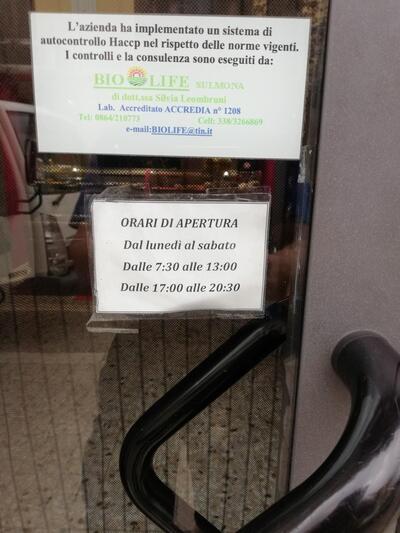 L'azienda ha implementato un sistema di
autocontrollo Haccp nel rispetto delle norme vigenti.
I controlli e la consulenza sono eseguiti da:
BIO LIFE SULMONA
di dott.ssa Silvia Leombruni
Lab. Accreditato ACCREDIA n° 1208
Tel: 0864/210773 Cell: 338/3266869
e-mail:BIOLIFE@tin.it
ORARI DI APERTURA
Dal lunedì al sabato
Dalle 7:30 alle 13:00
Dalle 17:00 alle 20:30